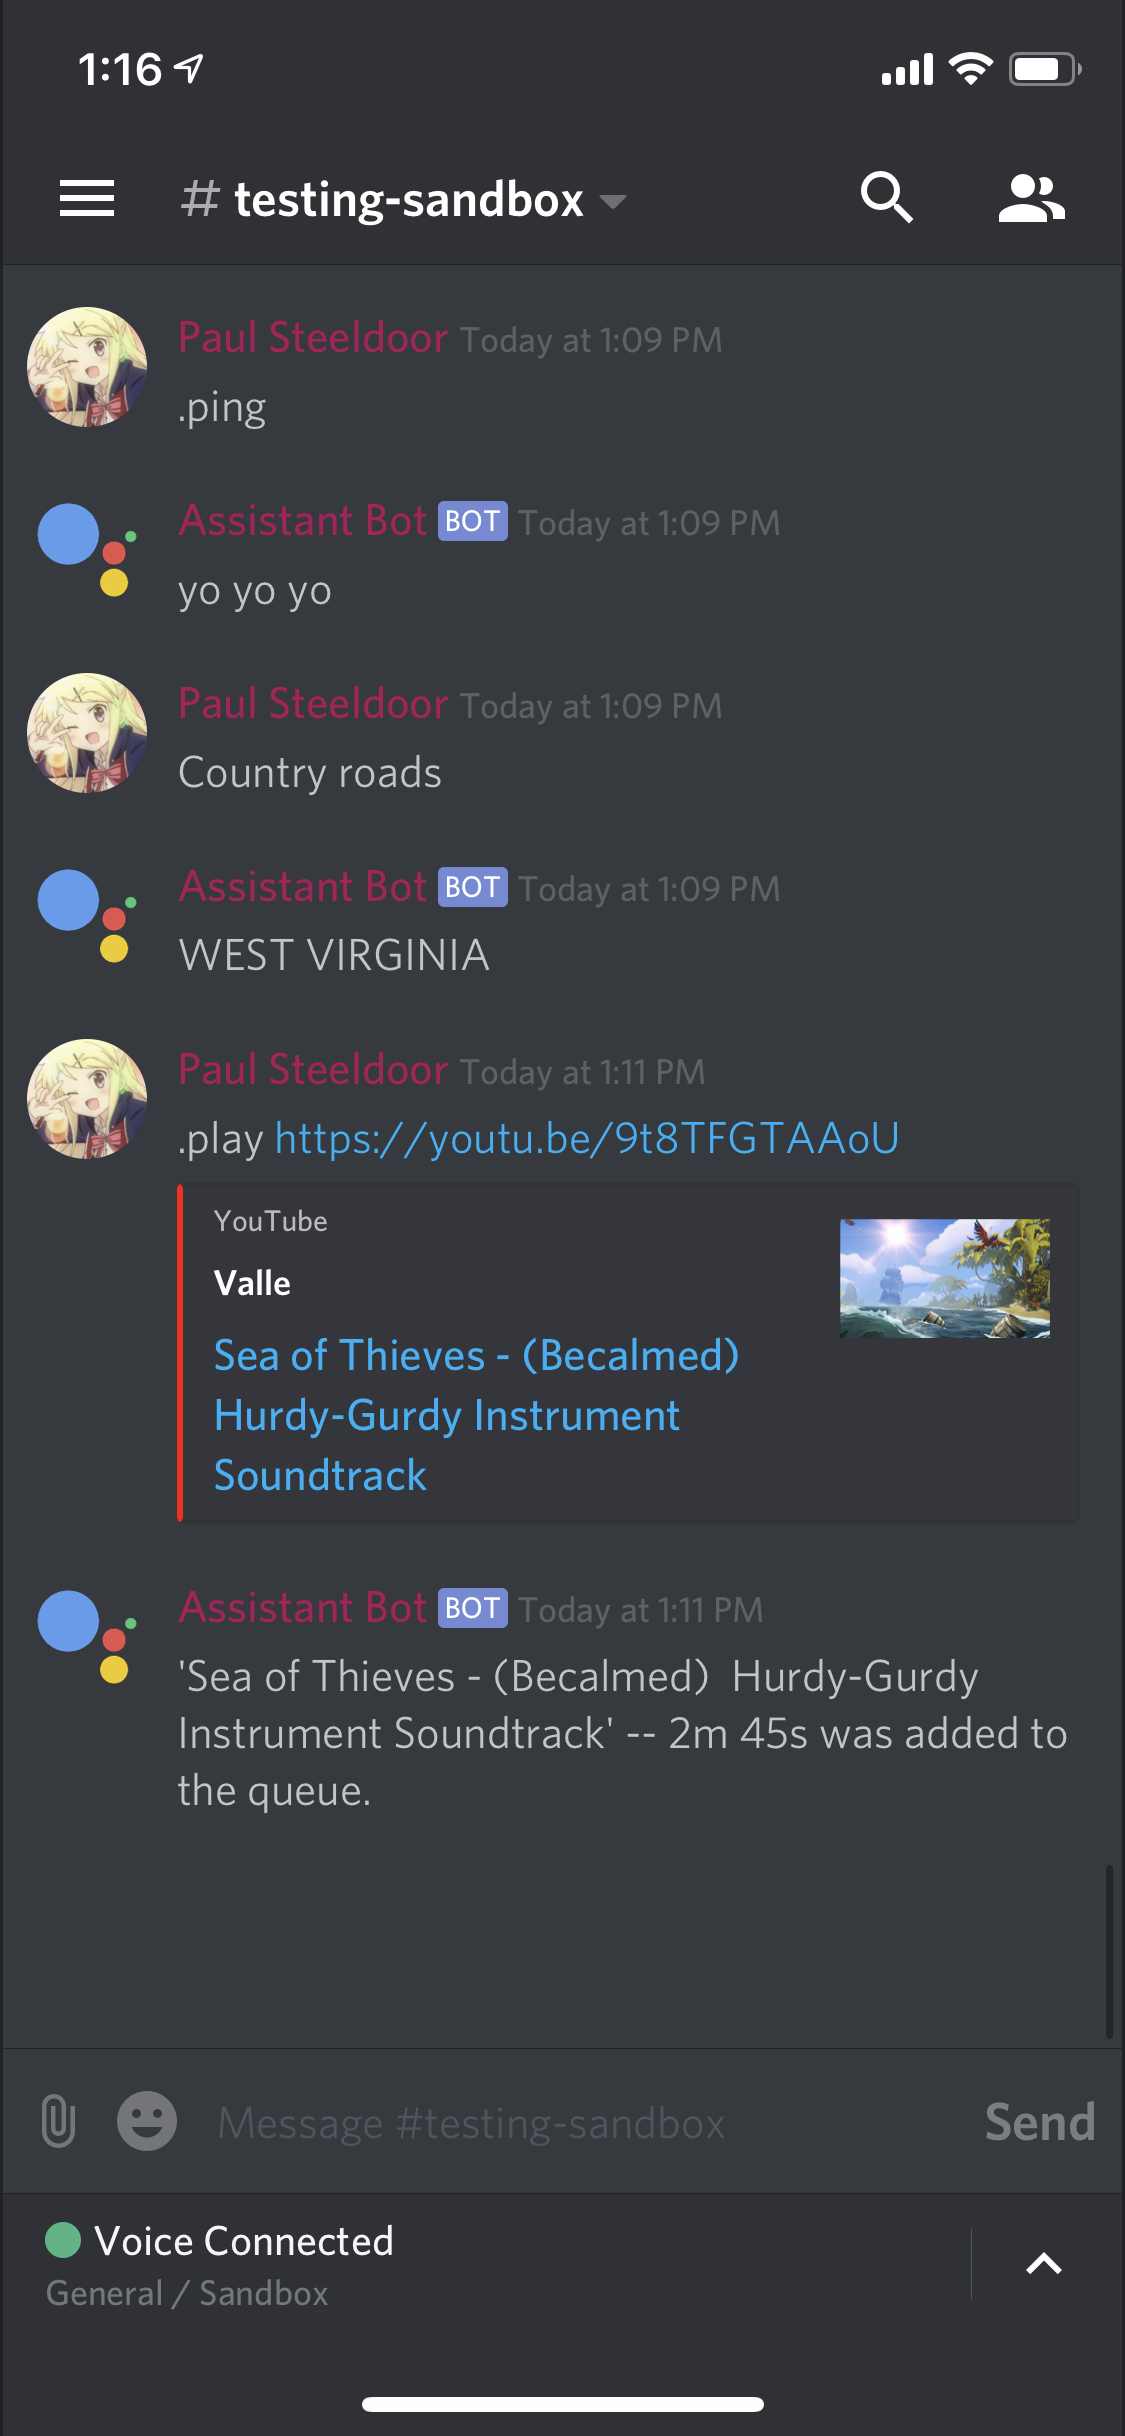 1:16
# testing-sandbox
Paul Steeldoor Today at 1:09 PM
.ping
Assistant Bot BOT Today at 1:09 PM
yo yo yo
Paul Steeldoor Today at 1:09 PM
Country roads
Assistant Bot BOT Today at 1:09 PM
WEST VIRGINIA
Paul Steeldoor Today at 1:11 PM
.play https://youtu.be/9t8TFGTAAoU
YouTube
Valle
Sea of Thieves - (Becalmed)
Hurdy-Gurdy Instrument
Soundtrack
Assistant Bot BOT Today at 1:11 PM
'Sea of Thieves - (Becalmed)  Hurdy-Gurdy
Instrument Soundtrack' -- 2m 45s was added to
the queue.
Message #testing-sandbox
Send
Voice Connected
General / Sandbox